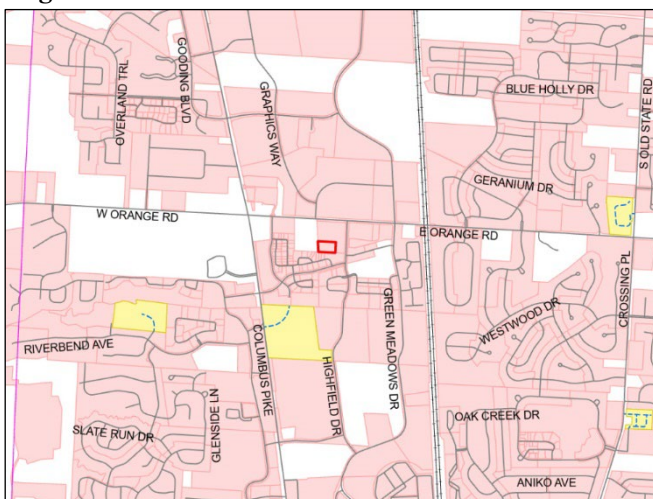 OVERLAND TRL
GOODING BLVD
GRAPHICS WAY
BLUE HOLLY DR
S OLD STATE RD
GERANIUM DR
W ORANGE RD
E ORANGE RD
CROSSING PL
WESTWOOD DR
GREEN MEADOWS DR
COLUMBUS PIKE
HIGHFIELD DR
RIVERBEND AVE
GLENSIDE LN
SLATE RUN DR
OAK CREEK DR
ANIKO AVE